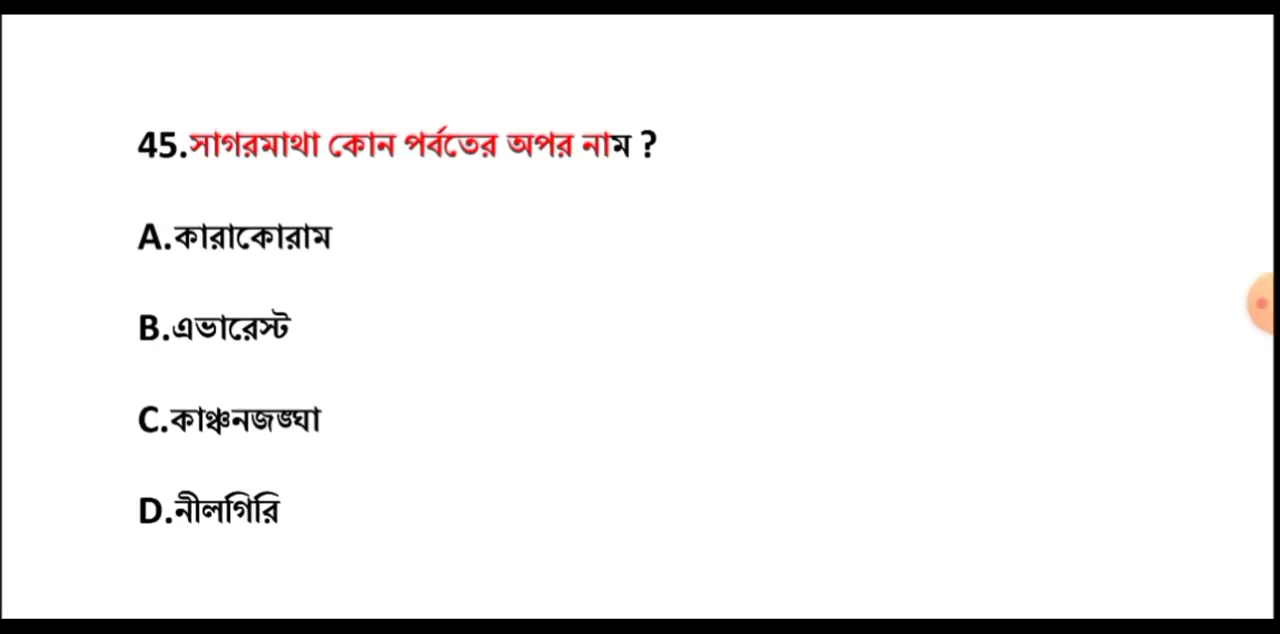 45.সাগরমাথা কোন পর্বতের অপর নাম ?
A.কারাকোরাম
B.এভারেস্ট
C.কাঞ্চনজঙ্ঘা
D.নীলগিরি